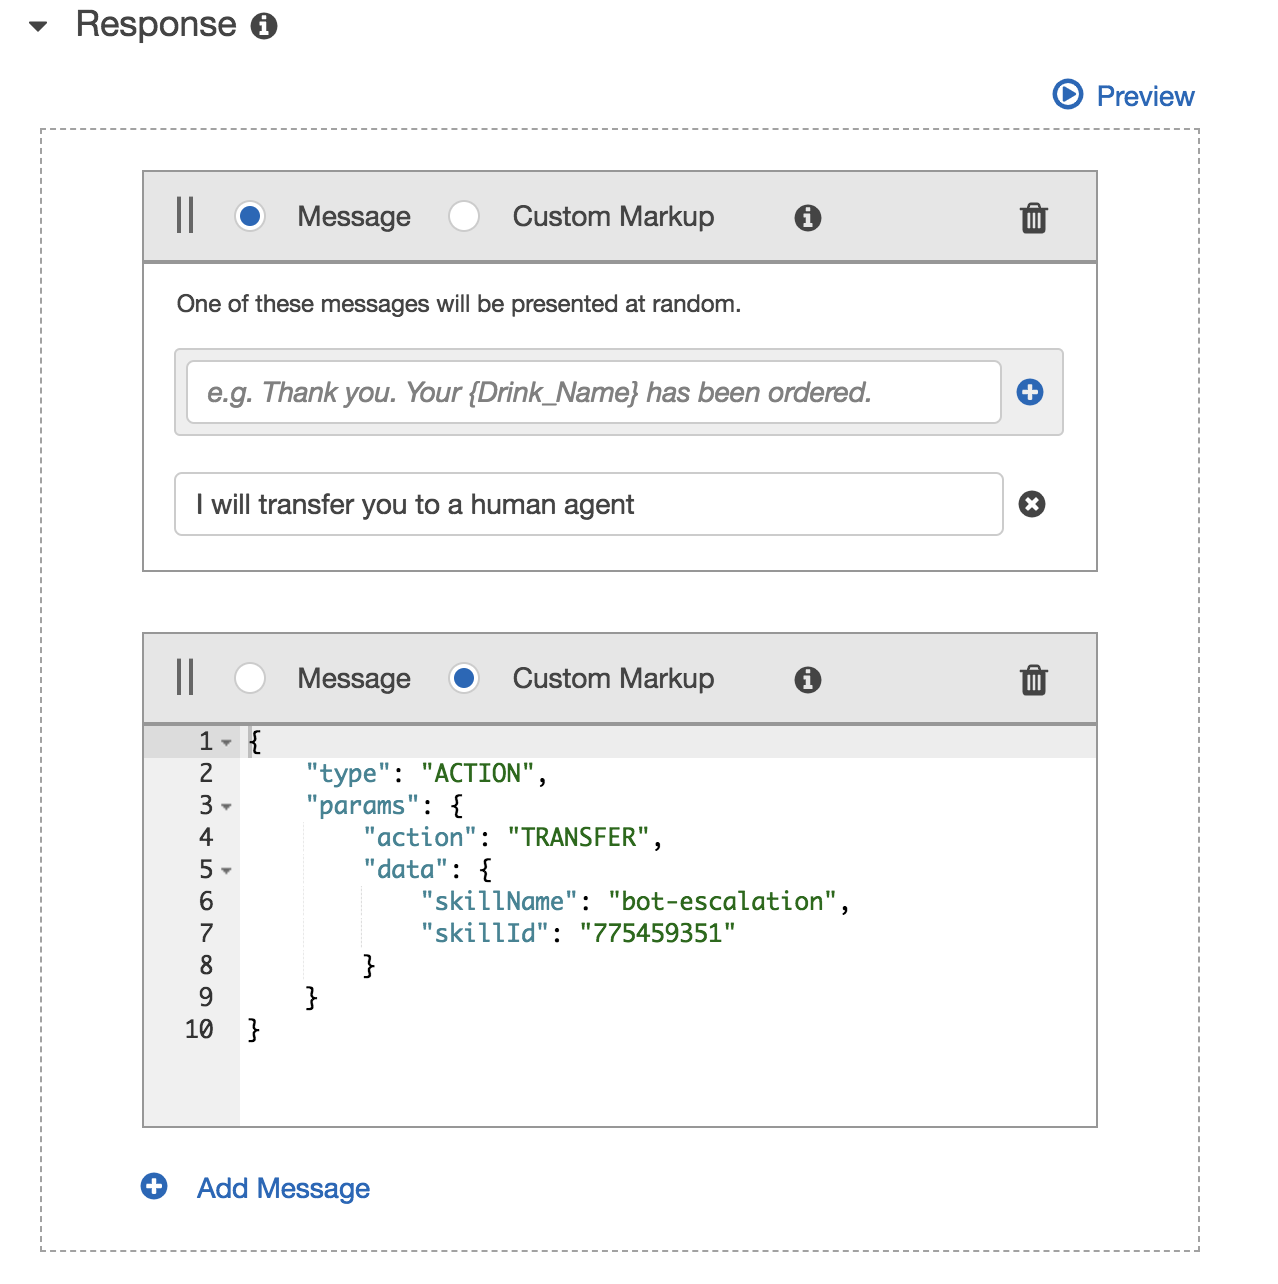 Response
Preview
Message Custom Markup
One of these messages will be presented at random.
e.g. Thank you. Your {Drink_Name} has been ordered.
I will transfer you to a human agent
Message Custom Markup
1 {
2     "type": "ACTION",
3     "params": {
4         "action": "TRANSFER",
5         "data": {
6             "skillName": "bot-escalation",
7             "skillId": "775459351"
8         }
9     }
10 }
Add Message